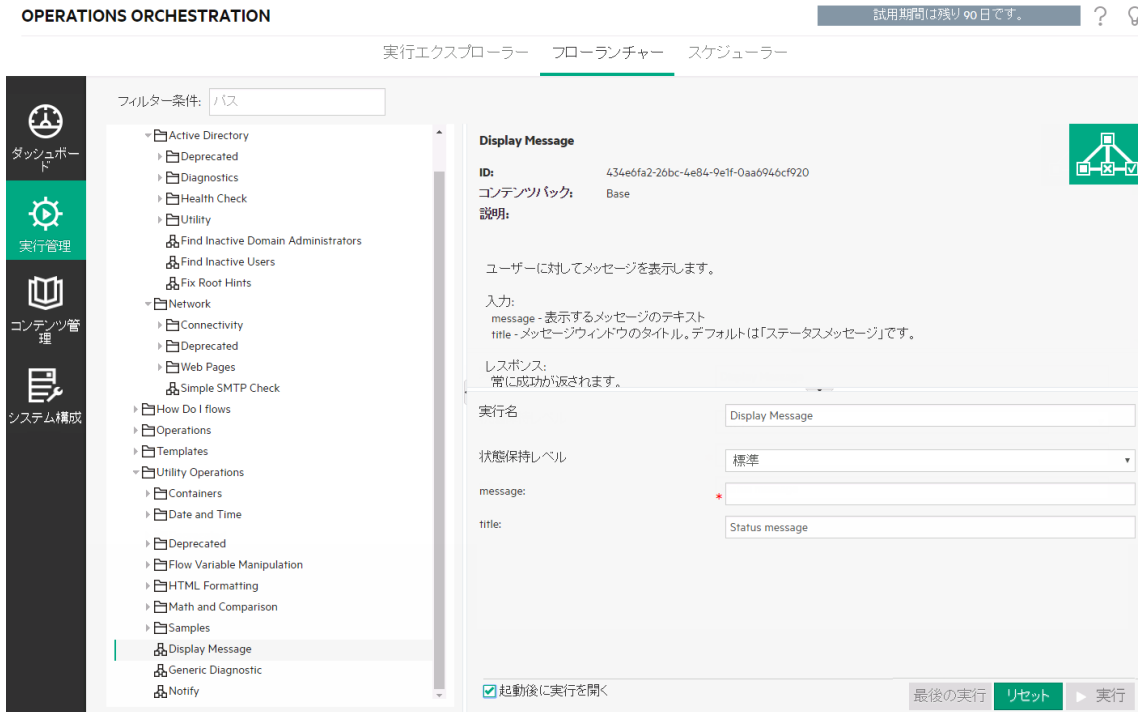 OPERATIONS ORCHESTRATION
試用期間は残り 90 日です。
?
実行エクスプローラー フローランチャー スケジューラー
ダッシュボー
ド
実行管理
コンテンツ管
理
システム構成
フィルター条件: パス
Active Directory
Deprecated
Diagnostics
Health Check
Utility
Find Inactive Domain Administrators
Find Inactive Users
Fix Root Hints
Network
Connectivity
Deprecated
Web Pages
Simple SMTP Check
How Do I flows
Operations
Templates
Utility Operations
Containers
Date and Time
Deprecated
Flow Variable Manipulation
HTML Formatting
Math and Comparison
Samples
Display Message
Generic Diagnostic
Notify
Display Message
ID: 434e6fa2-26bc-4e84-9e1f-0aa6946cf920
コンテンツパック: Base
説明:
ユーザーに対してメッセージを表示します。
入力:
message - 表示するメッセージのテキスト
title - メッセージウィンドウのタイトル。デフォルトは「ステータスメッセージ」です。
レスポンス:
常に成功が返されます。
実行名 Display Message
状態保持レベル 標準
message: *
title: Status message
起動後に実行を開く
最後の実行 リセット 実行